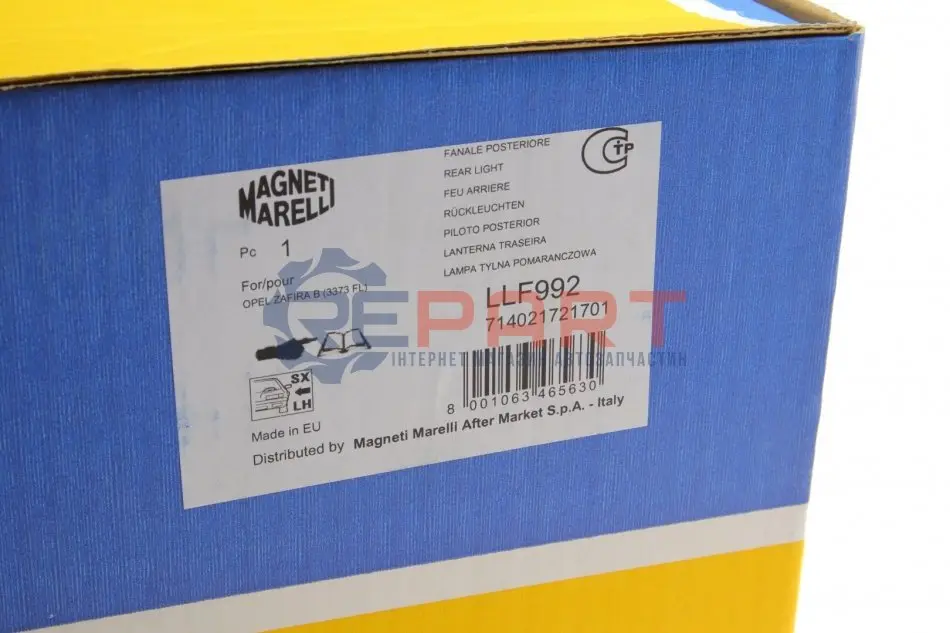 MAGNETI
MARELLI
Pc 1
For/pour
OPEL ZAFIRA B (3373 FL)
SX
LH
Made in EU
Distributed by Magneti Marelli After Market S.p.A. - Italy
FANALE POSTERIORE
REAR LIGHT
FEU ARRIERE
RÜCKLEUCHTEN
PILOTO POSTERIOR
LANTERNA TRASEIRA
LAMPA TYLNA POMARANCZOWA
LLF992
714021721701
8 001063 465630
СТР
REPART
ІНТЕРНЕТ МАГАЗИН АВТОЗАПЧАСТИН